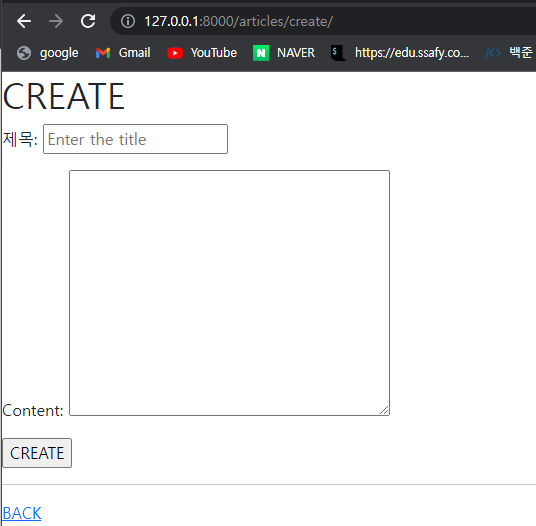 127.0.0.1:8000/articles/create/
google Gmail YouTube NAVER https://edu.ssafy.co... 백준
CREATE
제목: Enter the title
Content:
CREATE
BACK